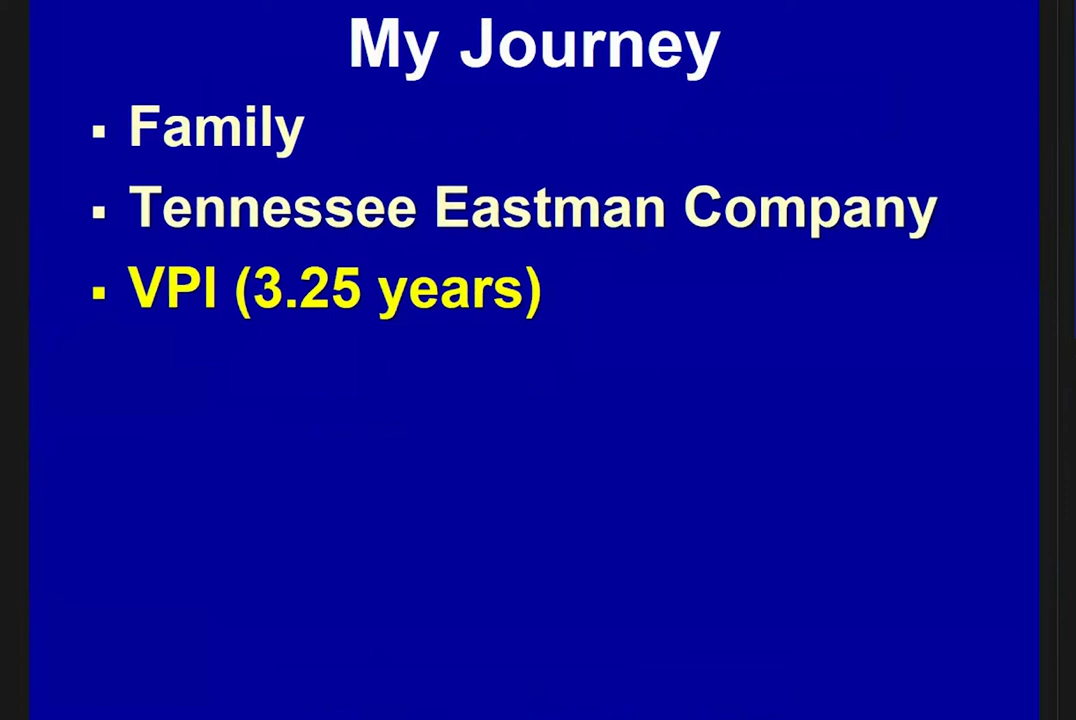 My Journey
▪ Family
▪ Tennessee Eastman Company
▪ VPI (3.25 years)